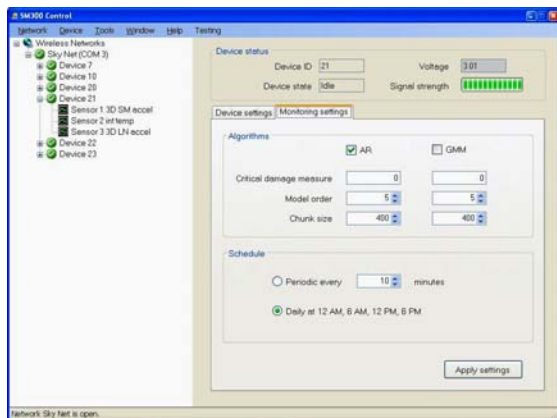 SM300 Control
Network Device Tools Window Help Testing
Wireless Networks
Sky Net (COM 3)
Device 7
Device 10
Device 20
Device 21
Sensor 1 3D SM accel
Sensor 2 int temp
Sensor 3 3D LN accel
Device 22
Device 23
Device status
Device ID 21 Voltage 3.01
Device state Idle Signal strength
Device settings Monitoring settings
Algorithms
AR GMM
Critical damage measure 0 0
Model order 5 5
Chunk size 400 400
Schedule
Periodic every 10 minutes
Daily at 12 AM, 6 AM, 12 PM, 6 PM
Apply settings
Network Sky Net is open.